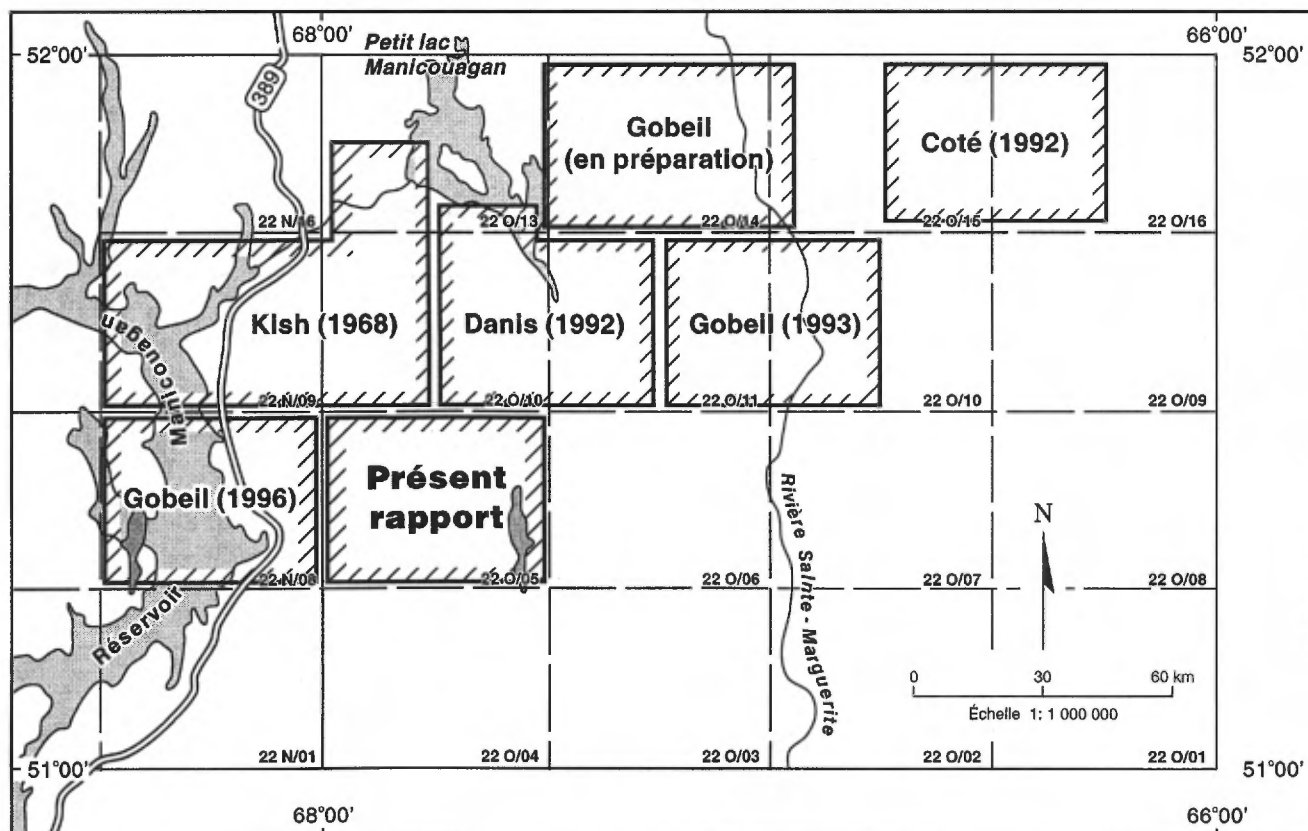 68°00'
66°00'
52°00'
52°00'
389
Petit lac
Manicouagan
Gobeil
(en préparation)
Coté (1992)
22 N/16
22 O/13
22 O/14
22 O/15
22 O/16
Kish (1968)
Danis (1992)
Gobeil (1993)
Manicouagan
22 N/09
22 O/10
22 O/11
22 O/10
22 O/09
Gobeil (1996)
Présent
rapport
Rivière Sainte-Marguerite
N
22 N/08
22 O/05
22 O/06
22 O/07
22 O/08
Réservoir
0 30 60 km
Échelle 1: 1 000 000
22 N/01
22 O/04
22 O/03
22 O/02
22 O/01
51°00'
51°00'
68°00'
66°00'